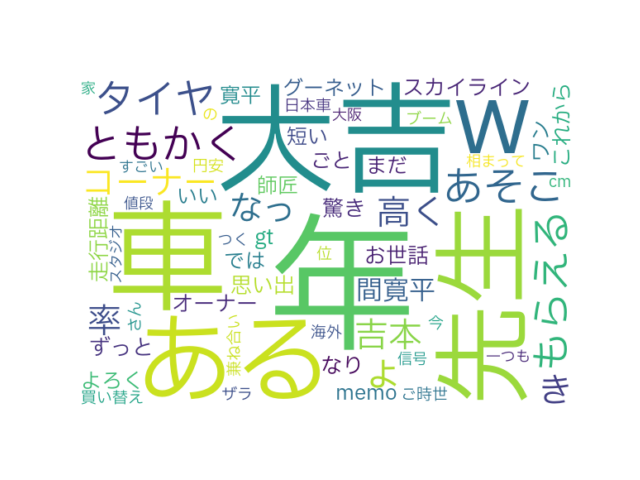 家
タイヤ
の
寛平
グーネット
スカイライン
日本車
大阪
ブーム
これから
ワン
大吉
W
ともかく
短い
ごと
まだ
相まって
すごい
円安
コーナー
いい
師匠
あそこ
cm
値段
なっ
驚き
高く
走行距離
スタジオ
車
年
先生
もらえる
つく
gt
では
位
お世話
思い出
間寛平
オーナー
率
さん
ある
兼ね合い
海外
吉本
今
ずっと
なり
信号
一つも
よ
よろく
買い替え
ザラ
memo
ご時世
き